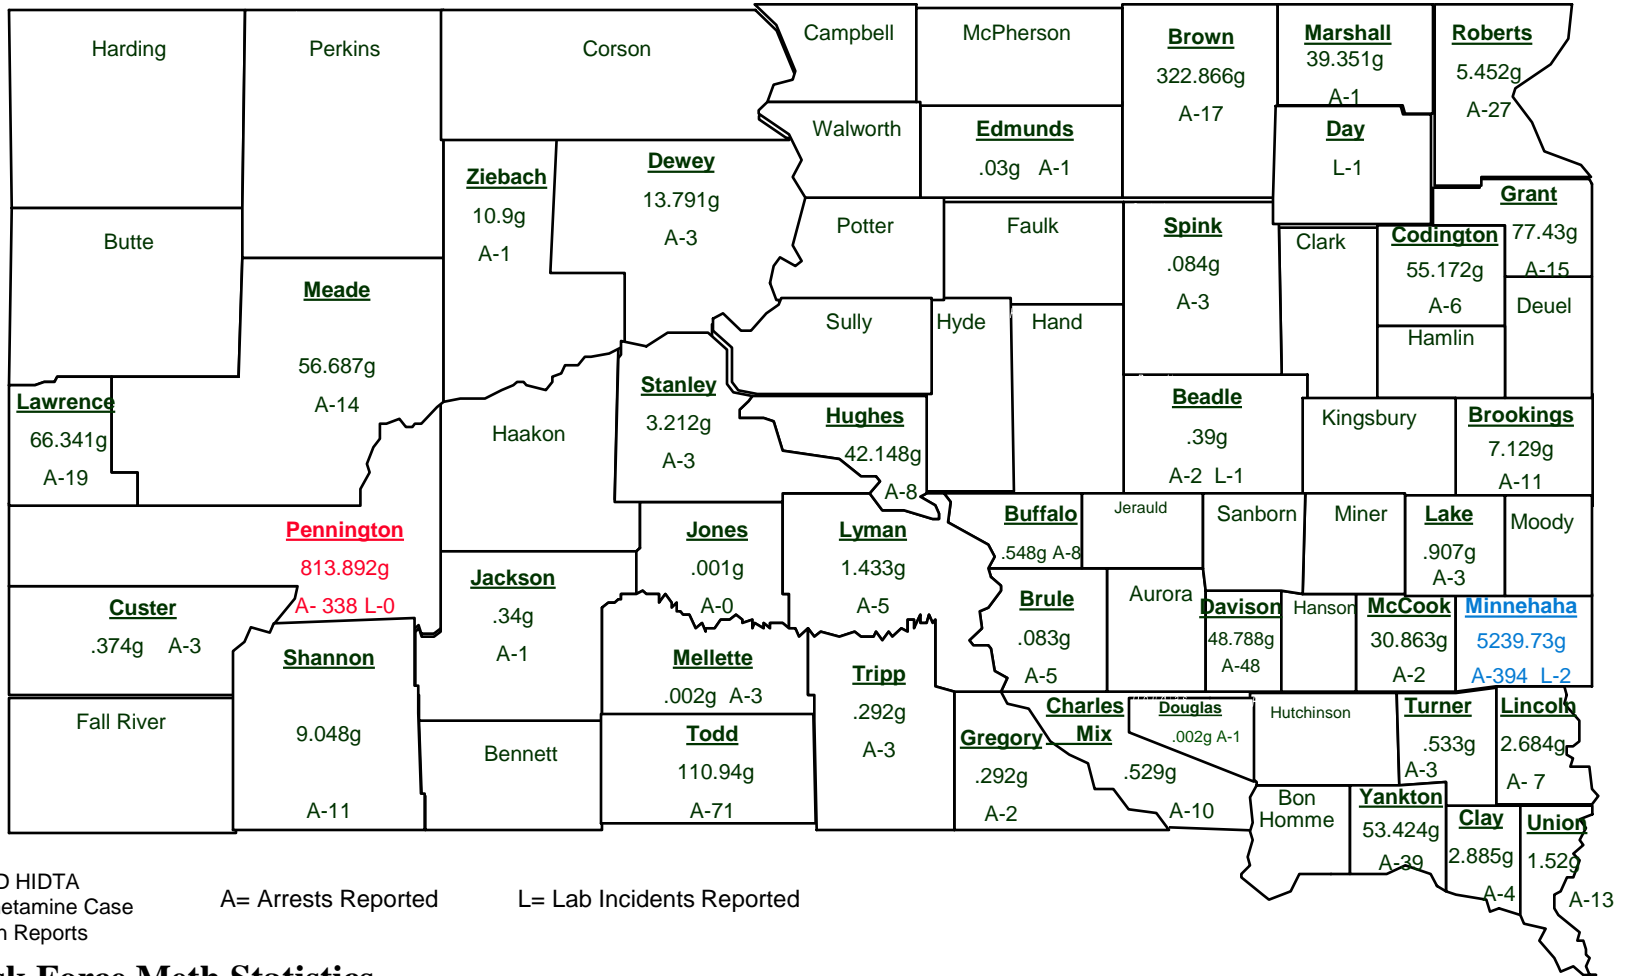 Harding
Perkins
Corson
Campbell
McPherson
Brown
322.866g
A-17
Marshall
39.351g
A-1
Roberts
5.452g
A-27
Walworth
Edmunds
.03g A-1
Day
L-1
Ziebach
10.9g
A-1
Dewey
13.791g
A-3
Grant
77.43g
A-15
Butte
Potter
Faulk
Spink
.084g
A-3
Clark
Codington
55.172g
A-6
Deuel
Meade
56.687g
A-14
Sully
Hyde
Hand
Hamlin
Lawrence
66.341g
A-19
Haakon
Stanley
3.212g
A-3
Hughes
42.148g
A-8
Beadle
.39g
A-2 L-1
Kingsbury
Brookings
7.129g
A-11
Pennington
813.892g
A- 338 L-0
Jones
.001g
A-0
Lyman
1.433g
A-5
Buffalo
.548g A-8
Jerauld
Sanborn
Miner
Lake
.907g
A-3
Moody
Custer
.374g A-3
Jackson
.34g
A-1
Brule
.083g
A-5
Aurora
Davison
48.788g
A-48
Hanson
McCook
30.863g
A-2
Minnehaha
5239.73g
A-394 L-2
Shannon
9.048g
A-11
Mellette
.002g A-3
Tripp
.292g
A-3
Fall River
Bennett
Todd
110.94g
A-71
Gregory
.292g
A-2
Charles
Mix
.529g
A-10
Douglas
.002g A-1
Hutchinson
Turner
.533g
A-3
Lincoln
2.684g
A- 7
Bon
Homme
Yankton
53.424g
A-39
Clay
2.885g
A-4
Union
1.52g
A-13
HIDTA
etamine Case
Reports
A= Arrests Reported
L= Lab Incidents Reported
Force Meth Statistics